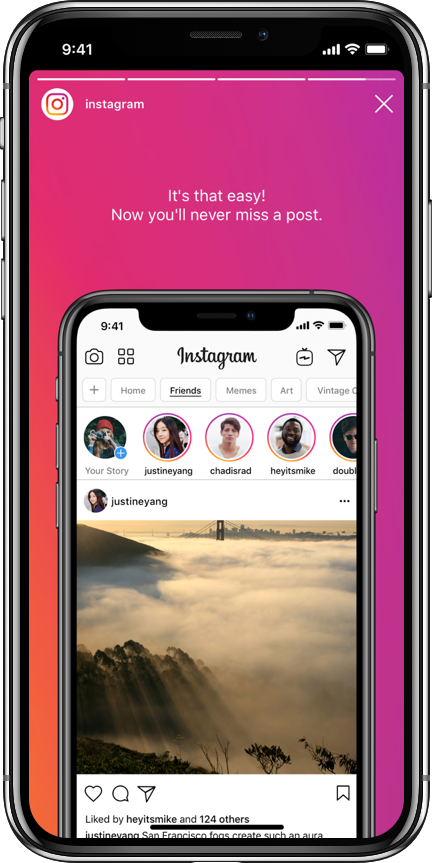 9:41
instagram
It's that easy!
Now you'll never miss a post.
9:41
Instagram
+ Home Friends Memes Art Vintage C
Your Story justineyang chadisrad heyitsmike doubl
justineyang
Liked by heyitsmike and 124 others
justineyang San Francisco fogs create such an aura